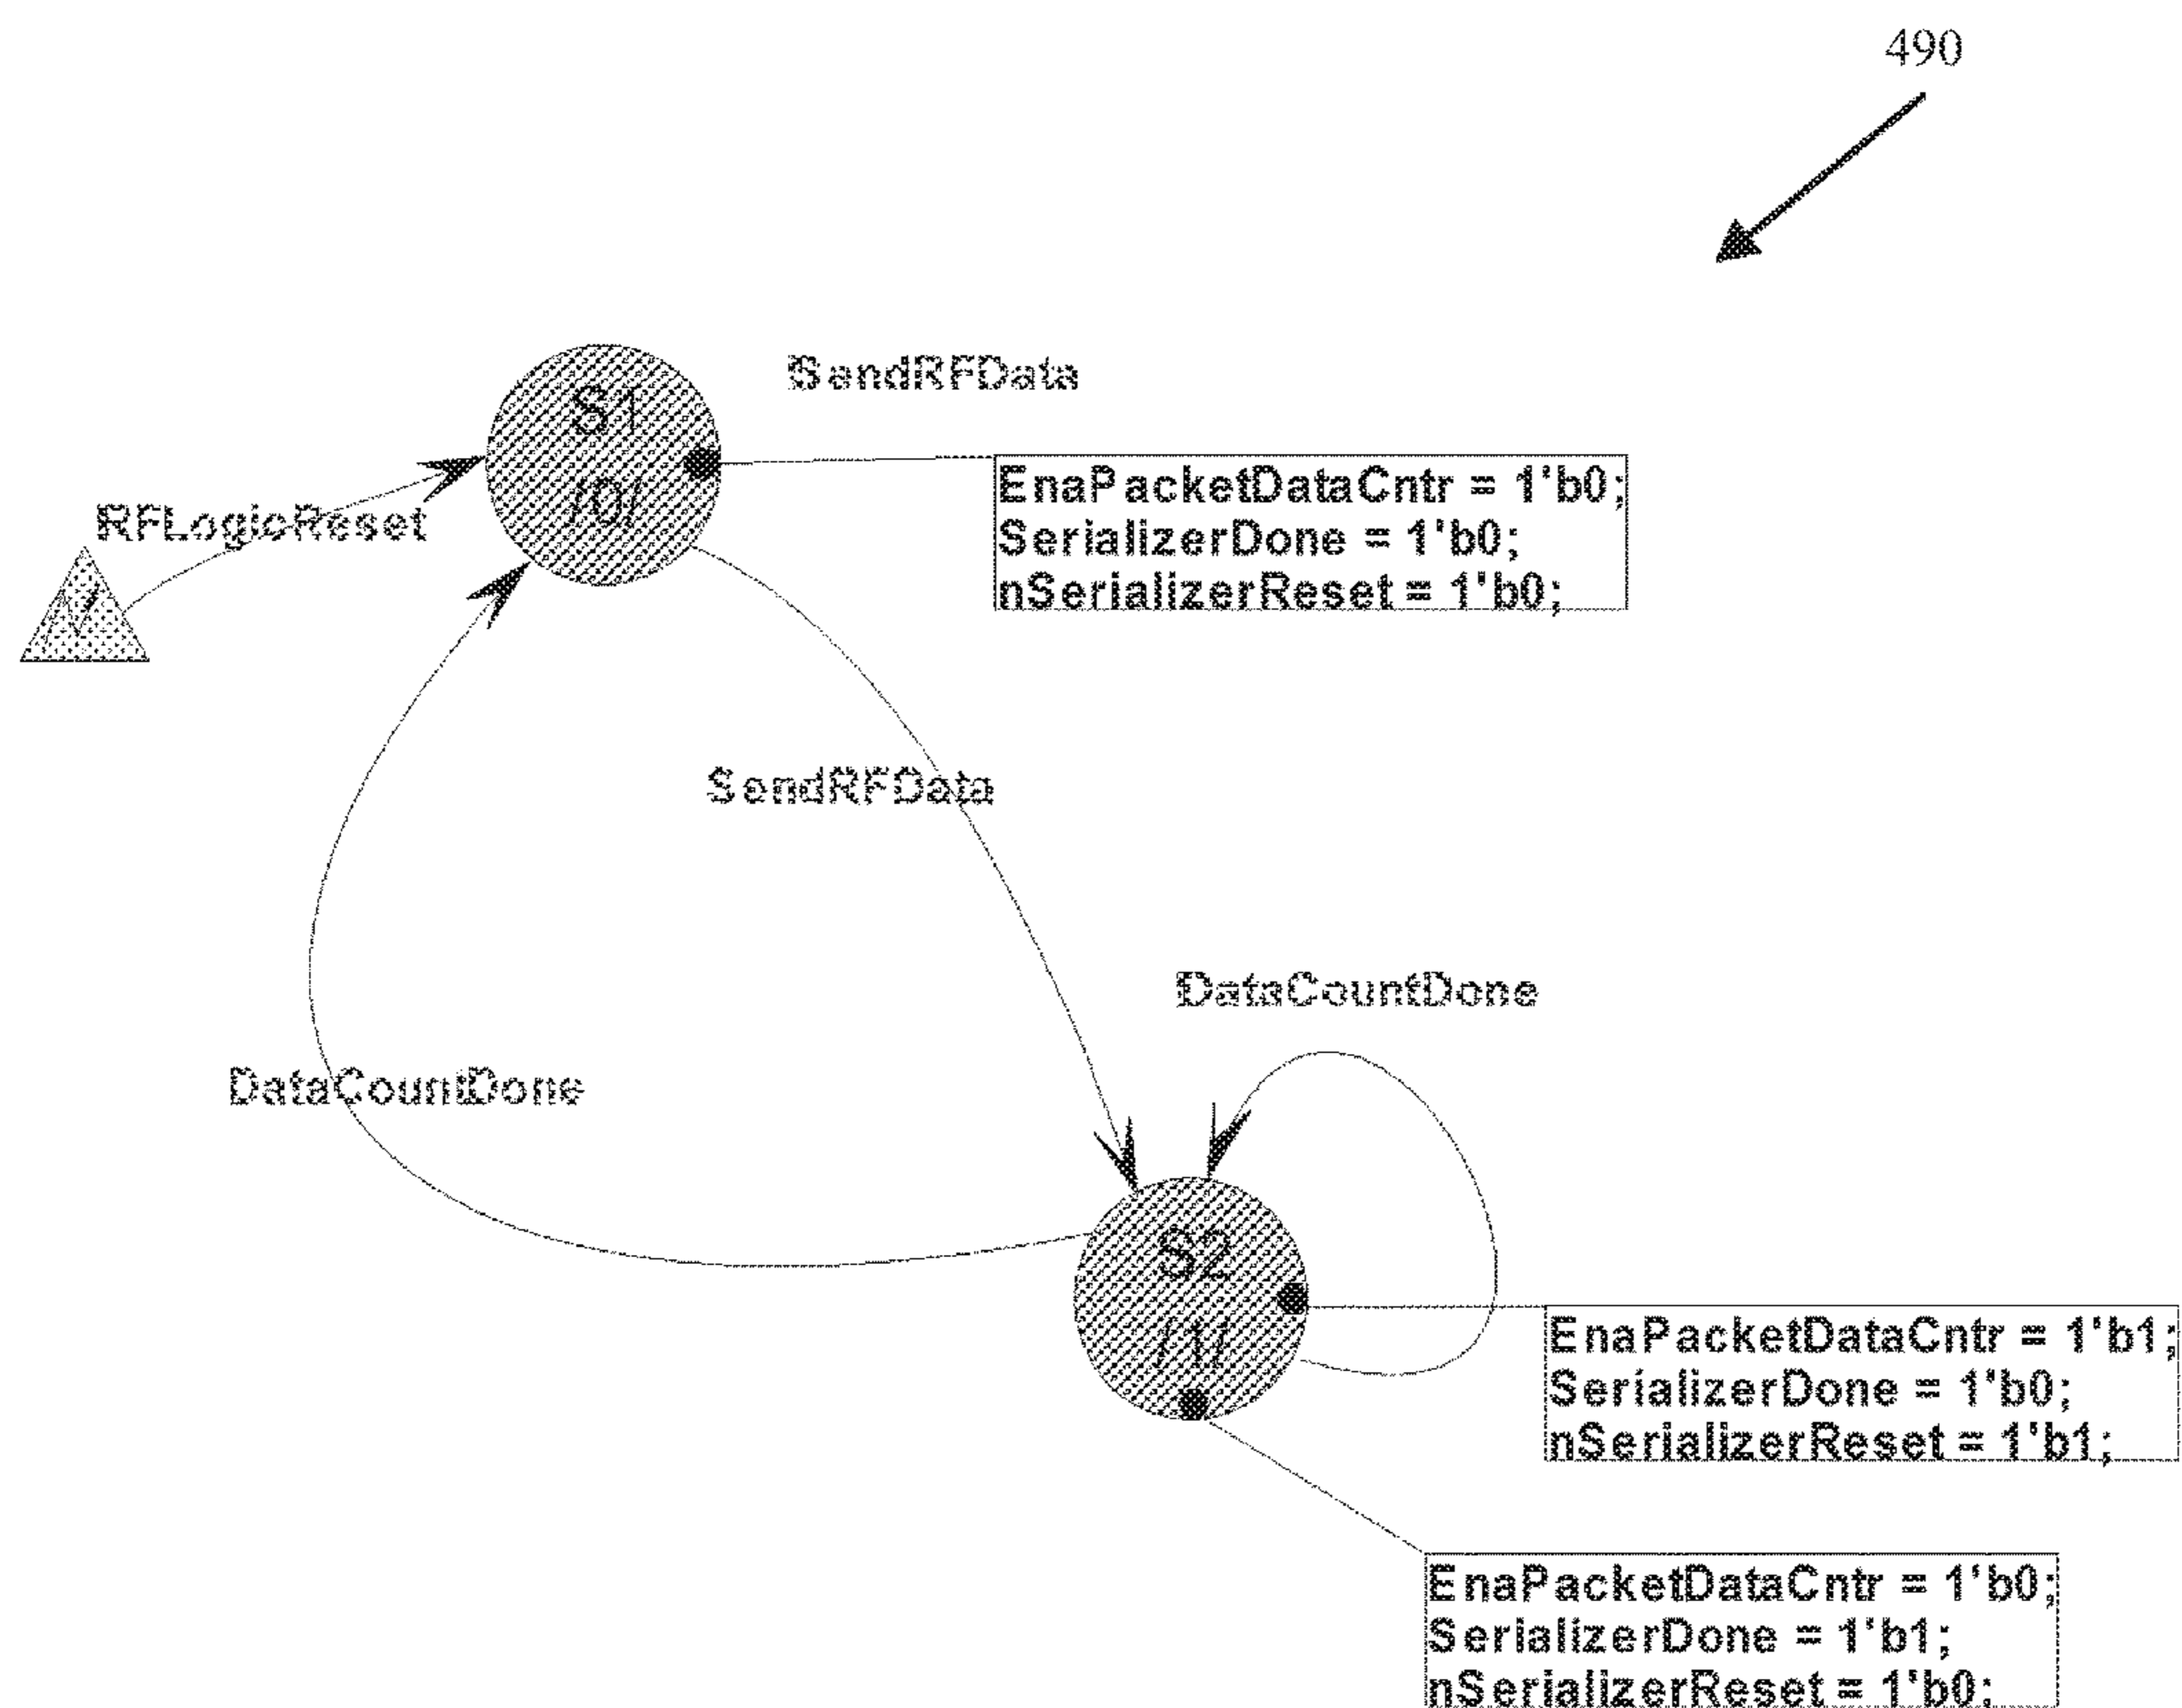 490
S1
/0/
SendRFData
EnaPacketDataCntr = 1'b0;
SerializerDone = 1'b0;
nSerializerReset = 1'b0;
RFLogicReset
SendRFData
DataCountDone
DataCountDone
S2
/1/
EnaPacketDataCntr = 1'b1;
SerializerDone = 1'b0;
nSerializerReset = 1'b1;
EnaPacketDataCntr = 1'b0;
SerializerDone = 1'b1;
nSerializerReset = 1'b0;